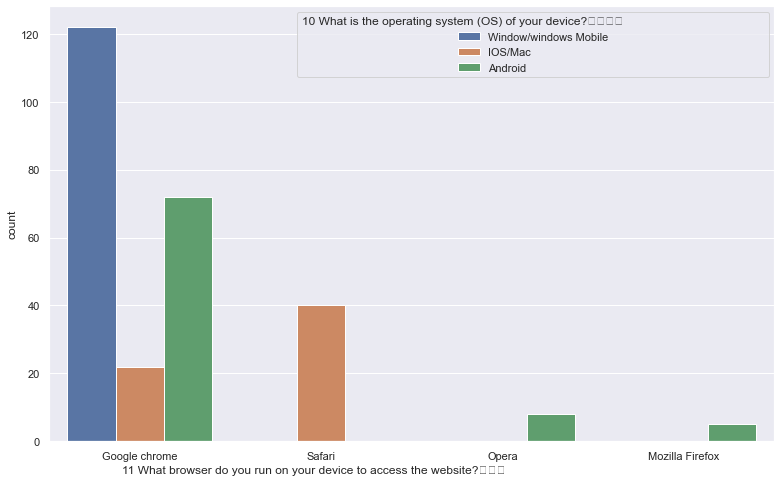 10 What is the operating system (OS) of your device?
Window/windows Mobile
IOS/Mac
Android
120
100
80
60
40
20
0
count
Google chrome
Safari
Opera
Mozilla Firefox
11 What browser do you run on your device to access the website?